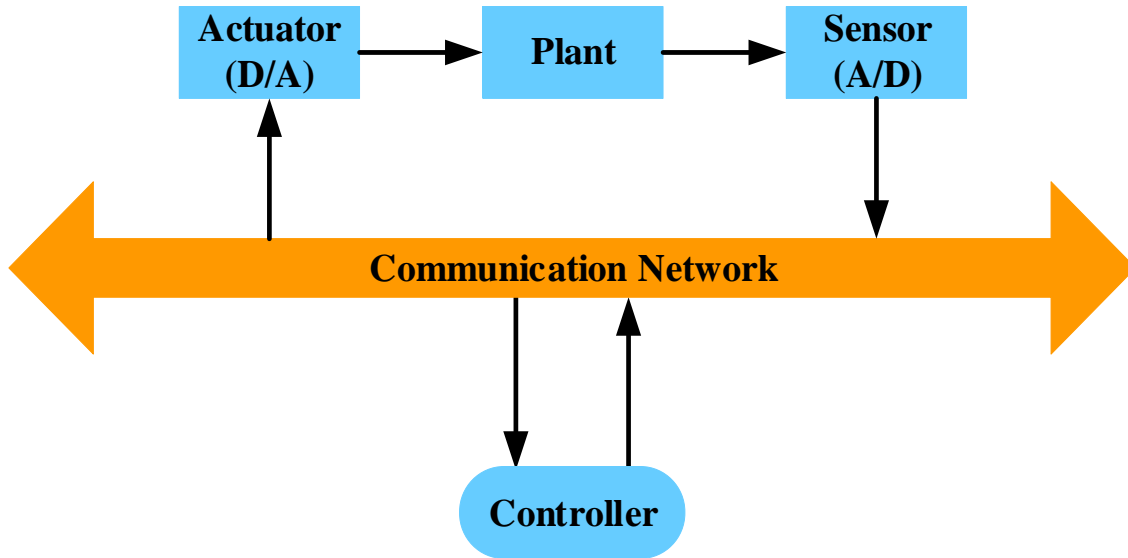 Actuator
(D/A)
Plant
Sensor
(A/D)
Communication Network
Controller